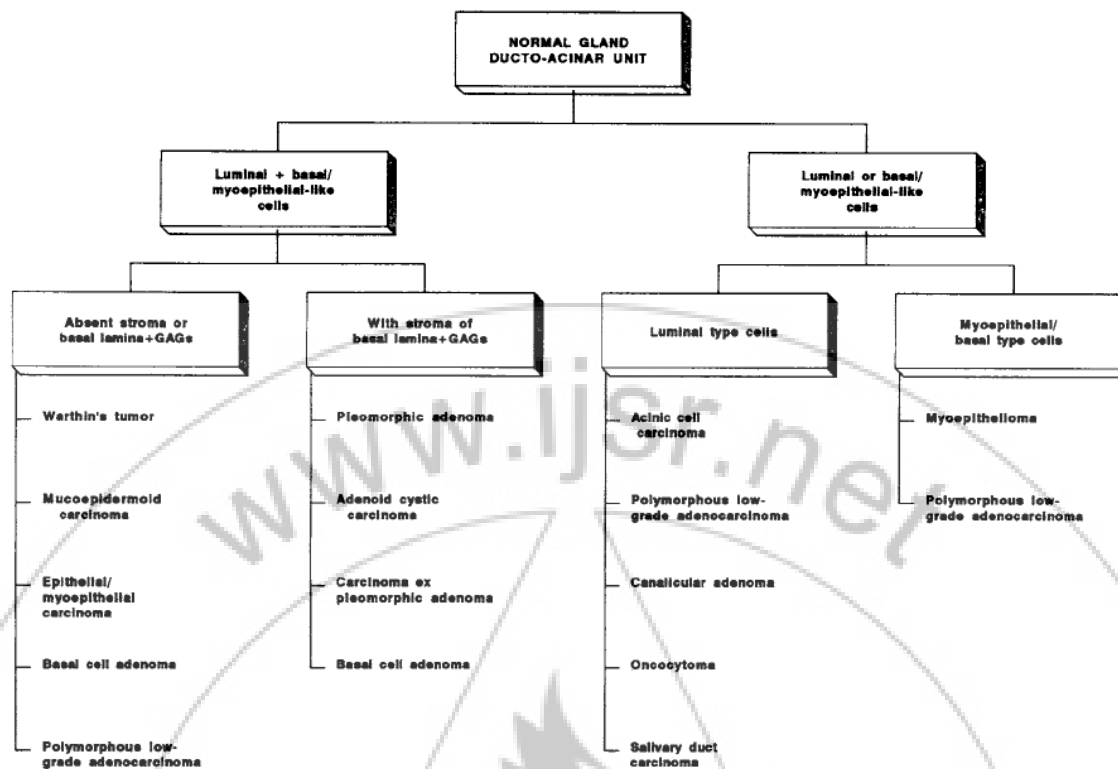 NORMAL GLAND
DUCTO-ACINAR UNIT
Luminal + basal/
myoepithelial-like
cells
Luminal or basal/
myoepithelial-like
cells
Absent stroma or
basal lamina+GAGs
With stroma of
basal lamina+GAGs
Luminal type cells
Myoepithelial/
basal type cells
Warthin's tumor
Mucoepidermoid
carcinoma
Epithelial/
myoepithelial
carcinoma
Basal cell adenoma
Polymorphous low-
grade adenocarcinoma
Pleomorphic adenoma
Adenoid cystic
carcinoma
Carcinoma ex
pleomorphic adenoma
Basal cell adenoma
Acinic cell
carcinoma
Polymorphous low-
grade adenocarcinoma
Canalicular adenoma
Oncocytoma
Salivary duct
carcinoma
Myoepithelioma
Polymorphous low-
grade adenocarcinoma
www.ijsr.net